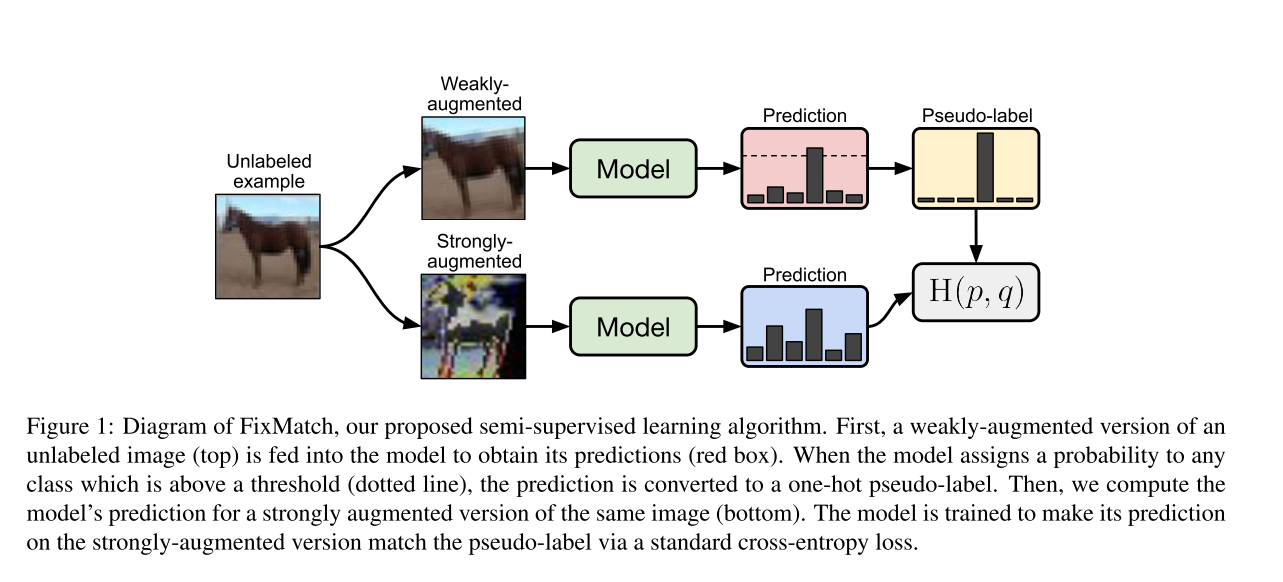 Weakly-
augmented
Prediction
Pseudo-label
Unlabeled
example
Model
Strongly-
augmented
Prediction
H(p, q)
Model
Figure 1: Diagram of FixMatch, our proposed semi-supervised learning algorithm. First, a weakly-augmented version of an
unlabeled image (top) is fed into the model to obtain its predictions (red box). When the model assigns a probability to any
class which is above a threshold (dotted line), the prediction is converted to a one-hot pseudo-label. Then, we compute the
model’s prediction for a strongly augmented version of the same image (bottom). The model is trained to make its prediction
on the strongly-augmented version match the pseudo-label via a standard cross-entropy loss.